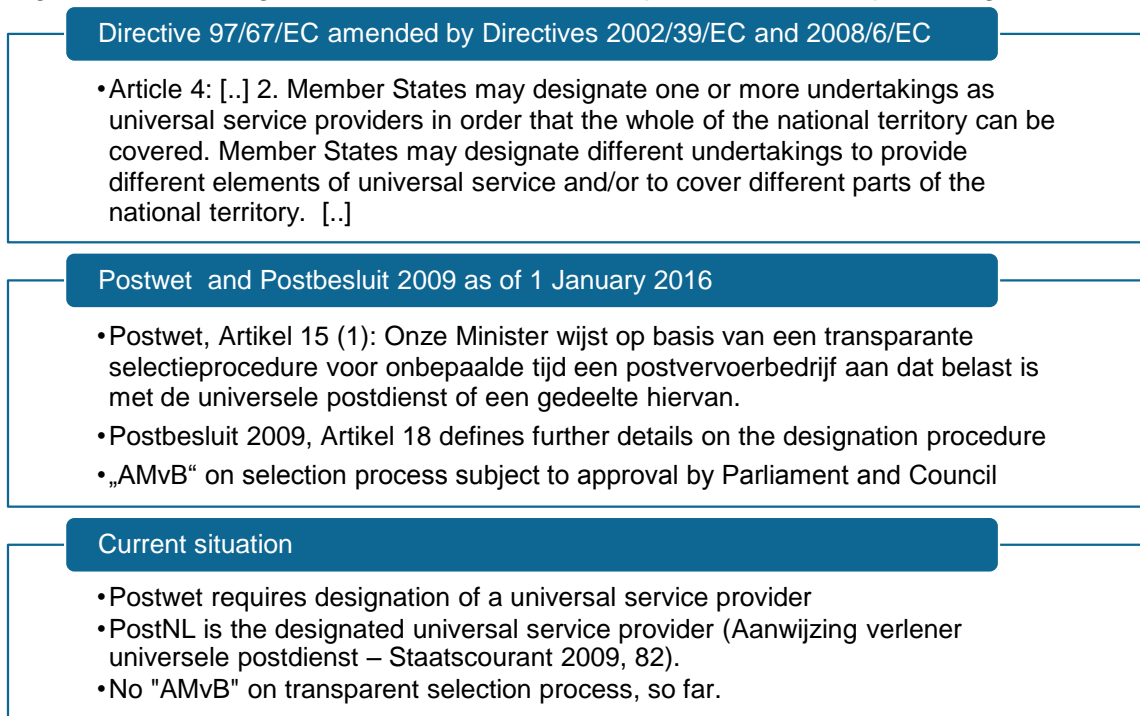 Directive 97/67/EC amended by Directives 2002/39/EC and 2008/6/EC
•Article 4: [..] 2. Member States may designate one or more undertakings as
universal service providers in order that the whole of the national territory can be
covered. Member States may designate different undertakings to provide
different elements of universal service and/or to cover different parts of the
national territory.  [..]
Postwet  and Postbesluit 2009 as of 1 January 2016
•Postwet, Artikel 15 (1): Onze Minister wijst op basis van een transparante
selectieprocedure voor onbepaalde tijd een postvervoerbedrijf aan dat belast is
met de universele postdienst of een gedeelte hiervan.
•Postbesluit 2009, Artikel 18 defines further details on the designation procedure
•„AMvB“ on selection process subject to approval by Parliament and Council
Current situation
•Postwet requires designation of a universal service provider
•PostNL is the designated universal service provider (Aanwijzing verlener
universele postdienst – Staatscourant 2009, 82).
•No "AMvB" on transparent selection process, so far.